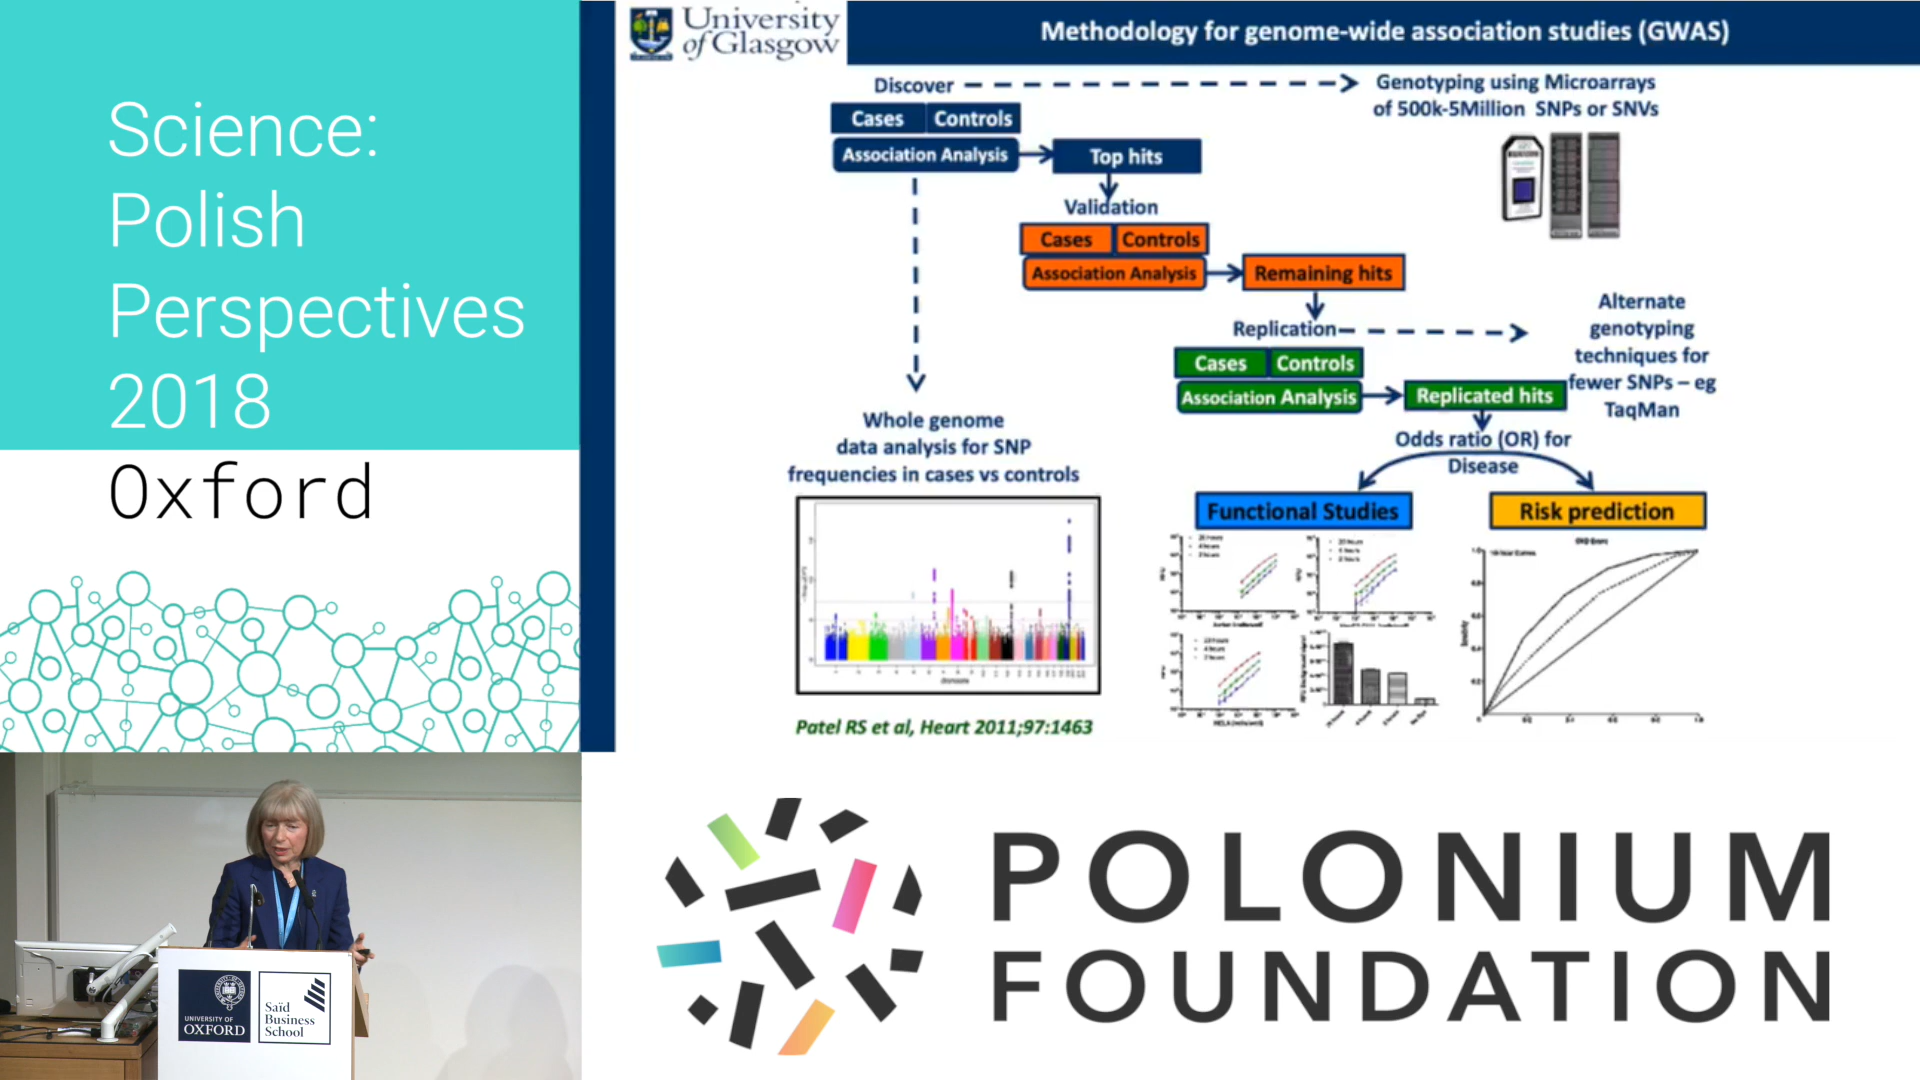 Science:
Polish
Perspectives
2018
Oxford
University
of Glasgow
Methodology for genome-wide association studies (GWAS)
Discover
Genotyping using Microarrays
of 500k-5Million SNPs or SNVs
Cases
Controls
Association Analysis
Top hits
Validation
Cases
Controls
Association Analysis
Remaining hits
Replication
Alternate
genotyping
techniques for
fewer SNPs – eg
TaqMan
Cases
Controls
Association Analysis
Replicated hits
Odds ratio (OR) for
Disease
Whole genome
data analysis for SNP
frequencies in cases vs controls
Functional Studies
Risk prediction
Patel RS et al, Heart 2011;97:1463
UNIVERSITY OF
OXFORD
Saïd
Business
School
POLONIUM
FOUNDATION